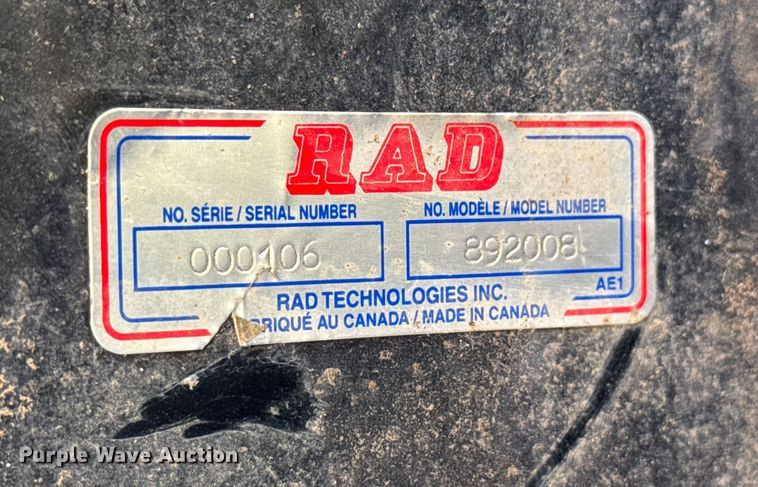 RAD
NO. SÉRIE / SERIAL NUMBER
NO. MODÈLE / MODEL NUMBER
000106
892008
RAD TECHNOLOGIES INC.
AE1
AU CANADA / MADE IN CANADA
Purple Wave Auction